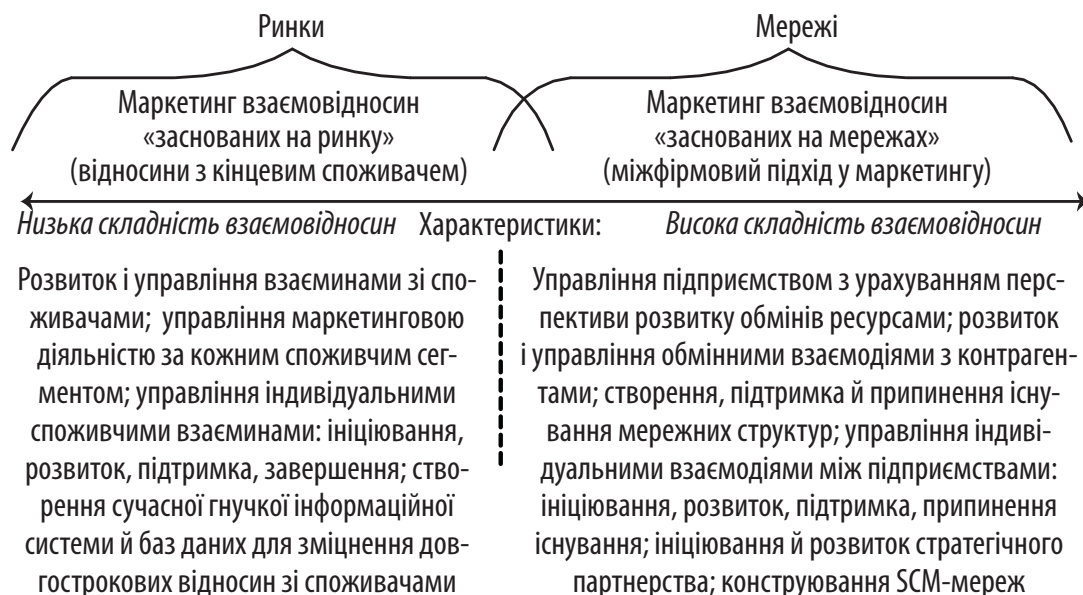 Ринки
Мережі
Маркетинг взаємовідносин
«заснованих на ринку»
(відносини з кінцевим споживачем)
Маркетинг взаємовідносин
«заснованих на мережах»
(міжфірмовий підхід у маркетингу)
Низька складність взаємовідносин
Характеристики:
Висока складність взаємовідносин
Розвиток і управління взаєминами зі спо-
живачами; управління маркетинговою
діяльністю за кожним споживчим сег-
ментом; управління індивідуальними
споживчими взаєминами: ініціювання,
розвиток, підтримка, завершення; ство-
рення сучасної гнучкої інформаційної
системи й баз даних для зміцнення дов-
гострокових відносин зі споживачами
Управління підприємством з урахуванням перс-
пективи розвитку обмінів ресурсами; розвиток
і управління обмінними взаємодіями з контраген-
тами; створення, підтримка й припинення існу-
вання мережних структур; управління індиві-
дуальними взаємодіями між підприємствами:
ініціювання, розвиток, підтримка, припинення
існування; ініціювання й розвиток стратегічного
партнерства; конструювання SCM-мереж